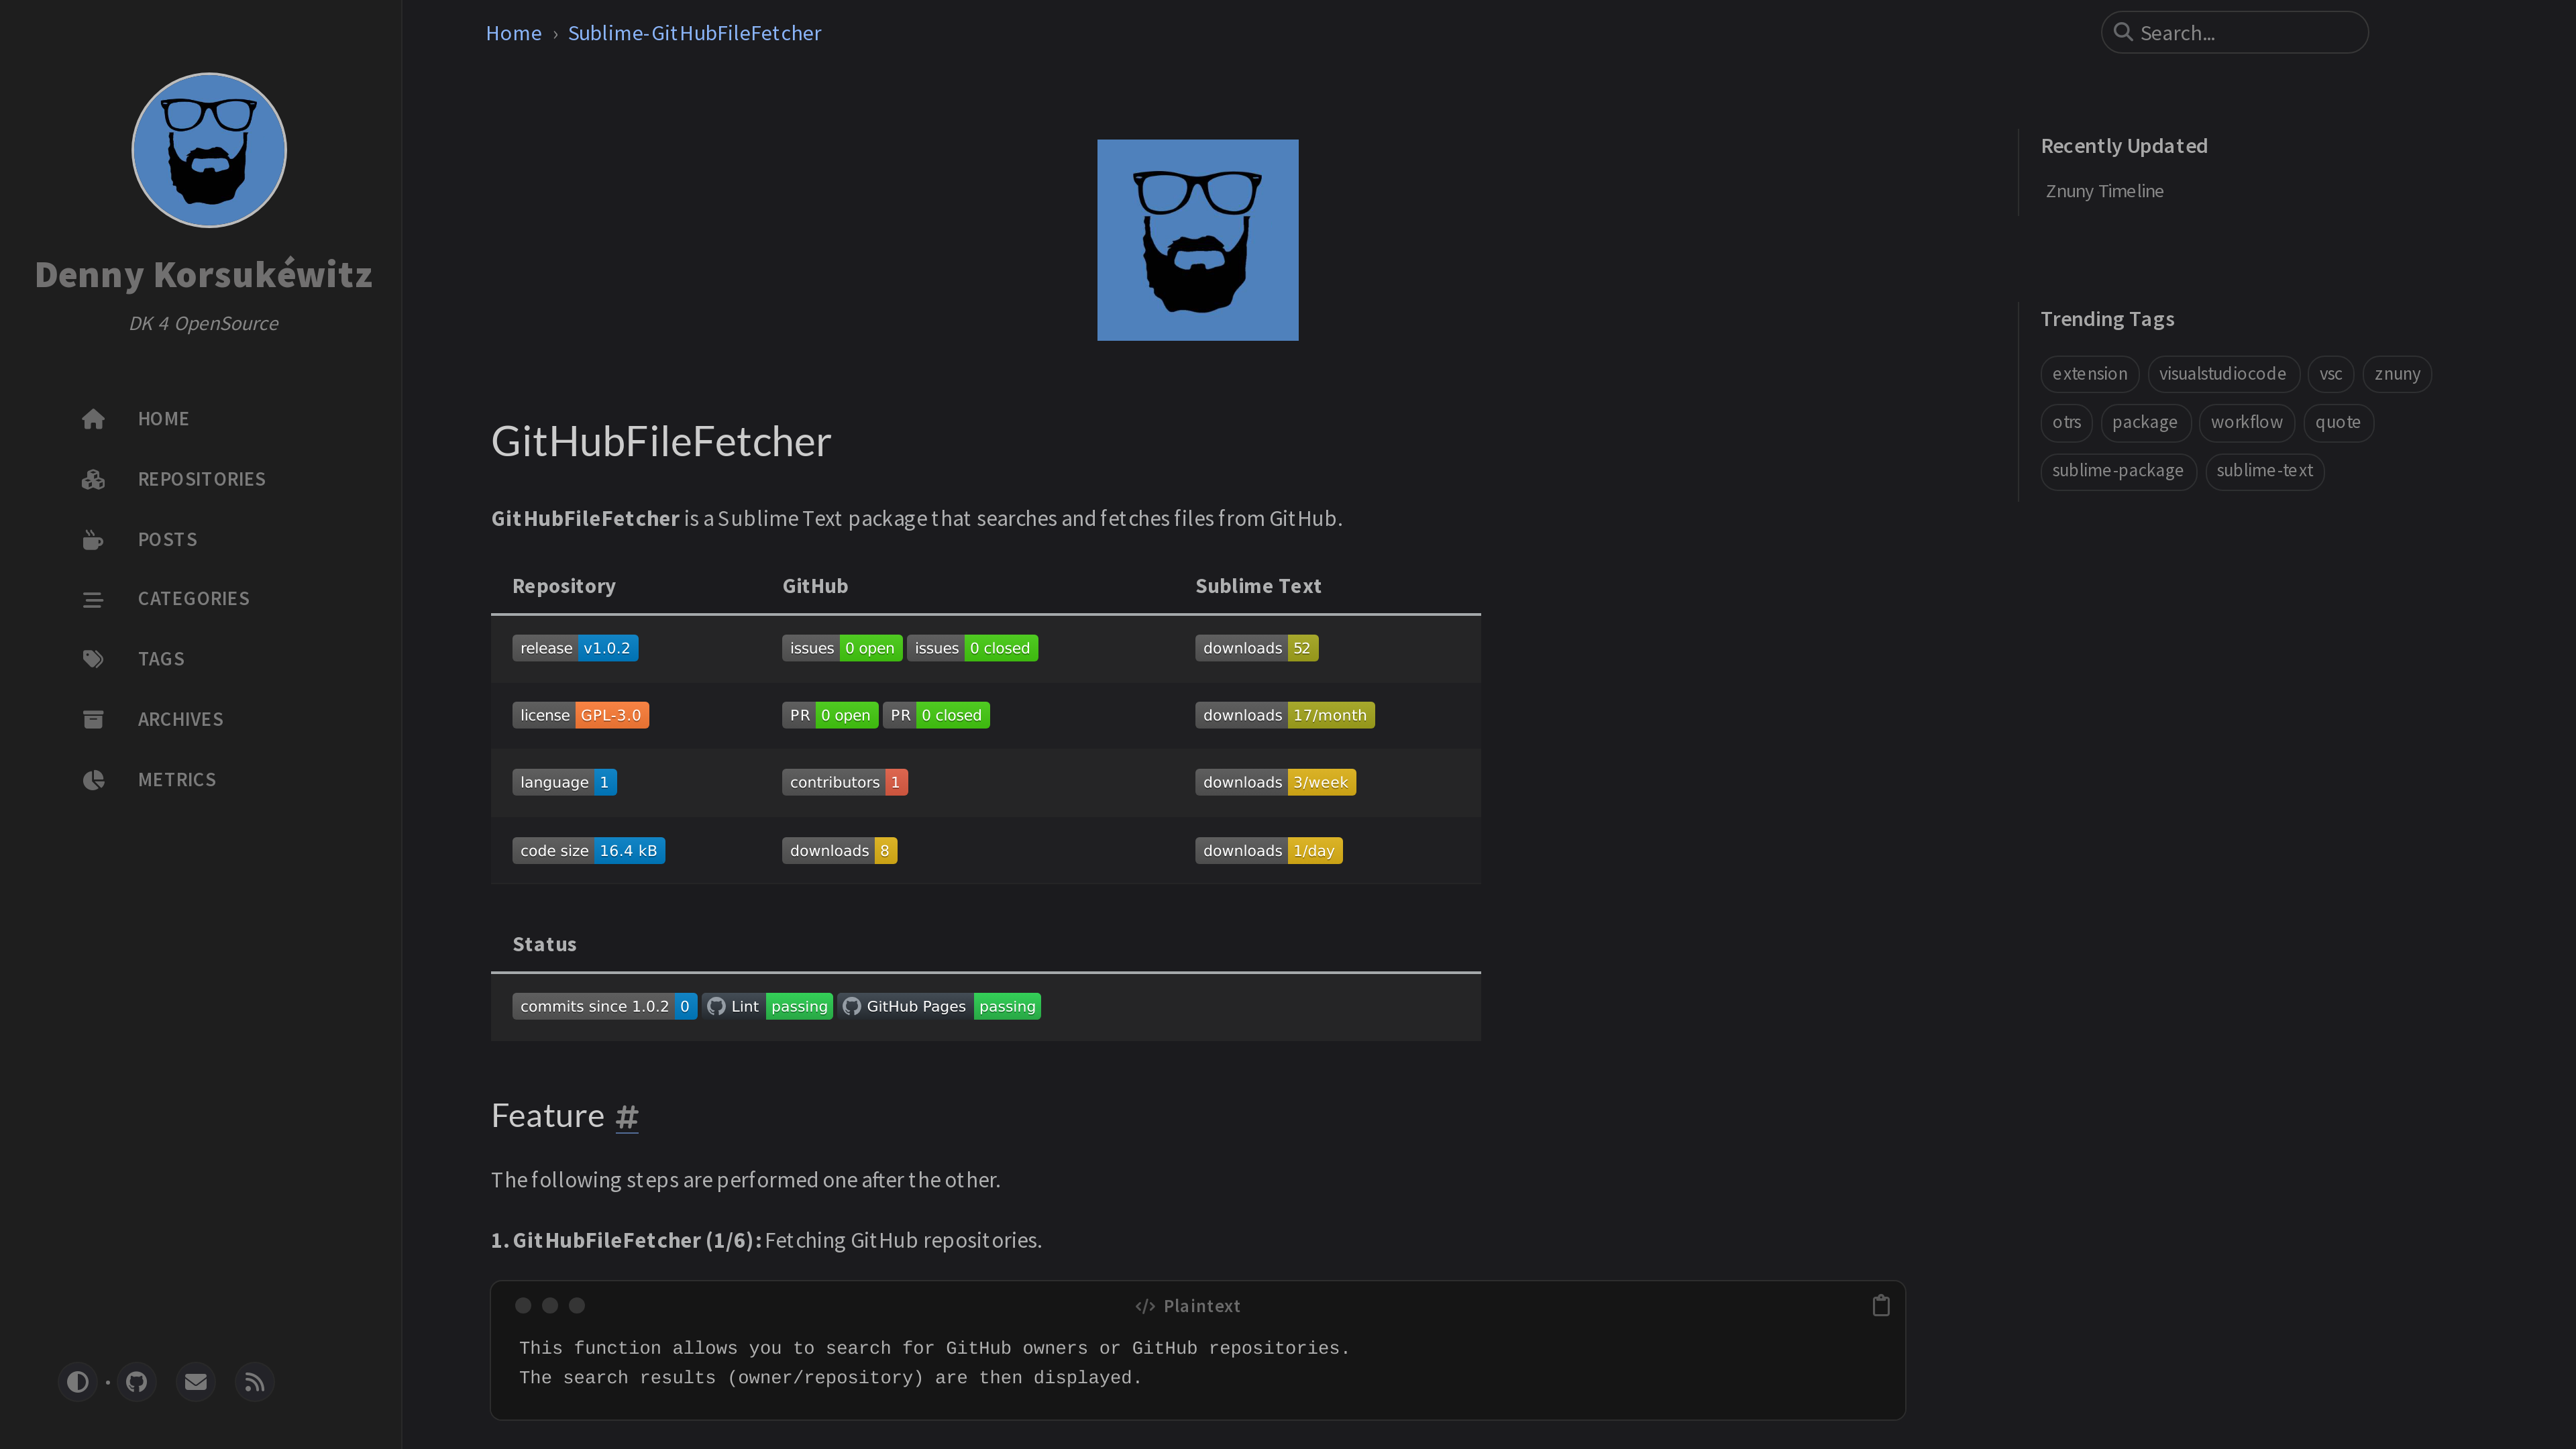 Denny Korsukéwitz
DK 4 OpenSource
HOME
REPOSITORIES
POSTS
CATEGORIES
TAGS
ARCHIVES
METRICS
Home › Sublime-GitHubFileFetcher
Search...
GitHubFileFetcher
GitHubFileFetcher is a Sublime Text package that searches and fetches files from GitHub.
Repository GitHub Sublime Text
release v1.0.2 issues 0 open issues 0 closed downloads 52
license GPL-3.0 PR 0 open PR 0 closed downloads 17/month
language 1 contributors 1 downloads 3/week
code size 16.4 kB downloads 8 downloads 1/day
Status
commits since 1.0.2 0 Lint passing GitHub Pages passing
Feature #
The following steps are performed one after the other.
1. GitHubFileFetcher (1/6): Fetching GitHub repositories.
Plaintext
This function allows you to search for GitHub owners or GitHub repositories.
The search results (owner/repository) are then displayed.
Recently Updated
Znuny Timeline
Trending Tags
extension visualstudiocode vsc znuny
otrs package workflow quote
sublime-package sublime-text